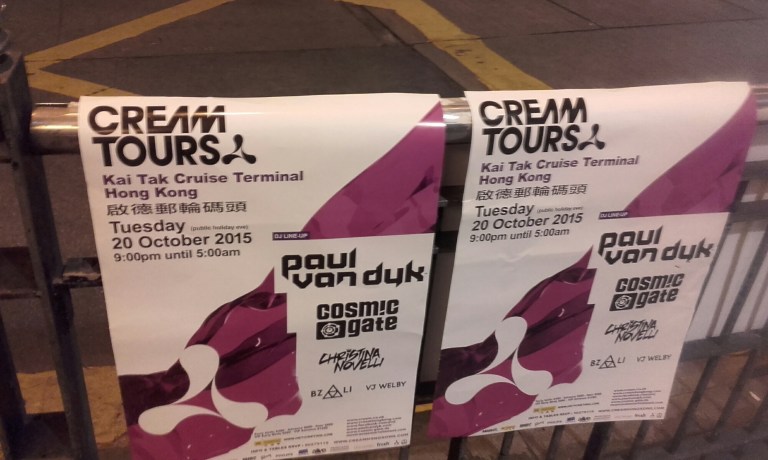 CREAM
TOURS
Kai Tak Cruise Terminal
Hong Kong
啟德郵輪碼頭
Tuesday (public holiday eve)
20 October 2015
9:00pm until 5:00am
DJ LINE-UP
PAUL
VAN DYK
COSMIC
GATE
CHRISTINA
NOVELLI
BZ LI VJ WELBY
CREAM
TOURS
Kai Tak Cruise Terminal
Hong Kong
啟德郵輪碼頭
Tuesday (public holiday eve)
20 October 2015
9:00pm until 5:00am
DJ LINE-UP
PAUL
VAN DYK
COSMIC
GATE
CHRISTINA
NOVELLI
BZ LI VJ WELBY